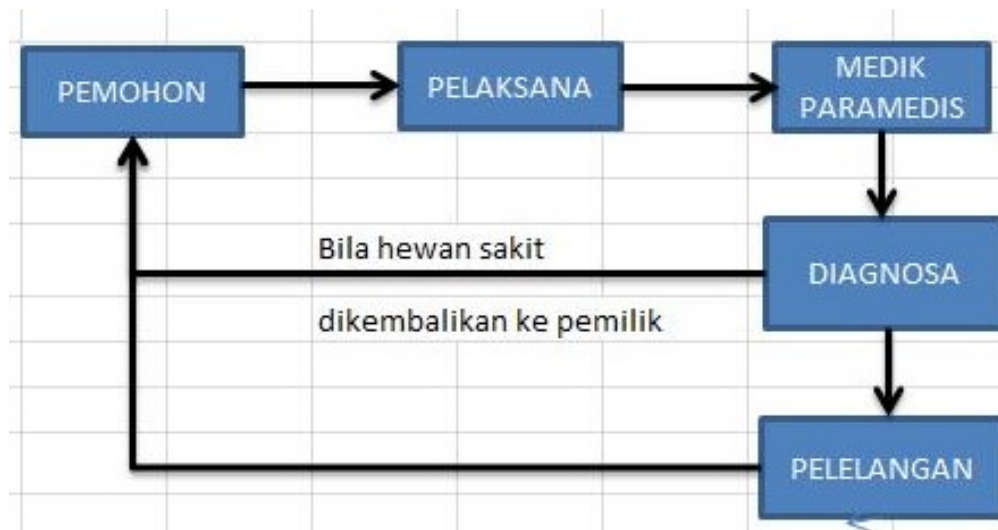 PEMOHON
PELAKSANA
MEDIK
PARAMEDIS
Bila hewan sakit
DIAGNOSA
dikembalikan ke pemilik
PELELANGAN